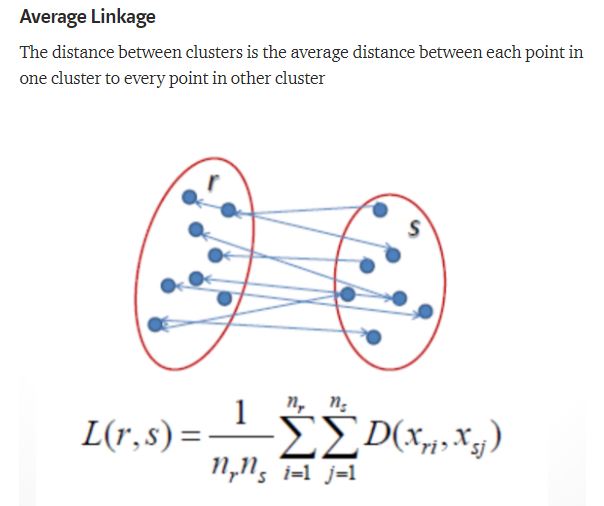 Average Linkage
The distance between clusters is the average distance between each point in
one cluster to every point in other cluster
r
s
L(r,s) = \frac{1}{n_r n_s} \sum_{i=1}^{n_r} \sum_{j=1}^{n_s} D(x_{ri}, x_{sj})